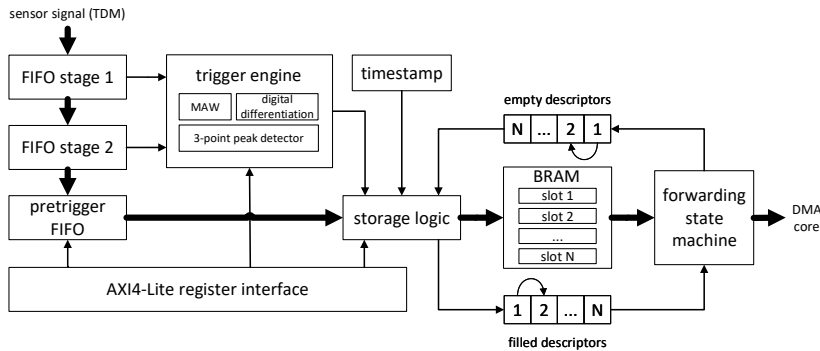 sensor signal (TDM)
FIFO stage 1
FIFO stage 2
pretrigger
FIFO
trigger engine
MAW
digital
differentiation
3-point peak detector
timestamp
storage logic
empty descriptors
N ... 2 1
BRAM
slot 1
slot 2
...
slot N
forwarding
state
machine
DMA
core
AXI4-Lite register interface
1 2 ... N
filled descriptors